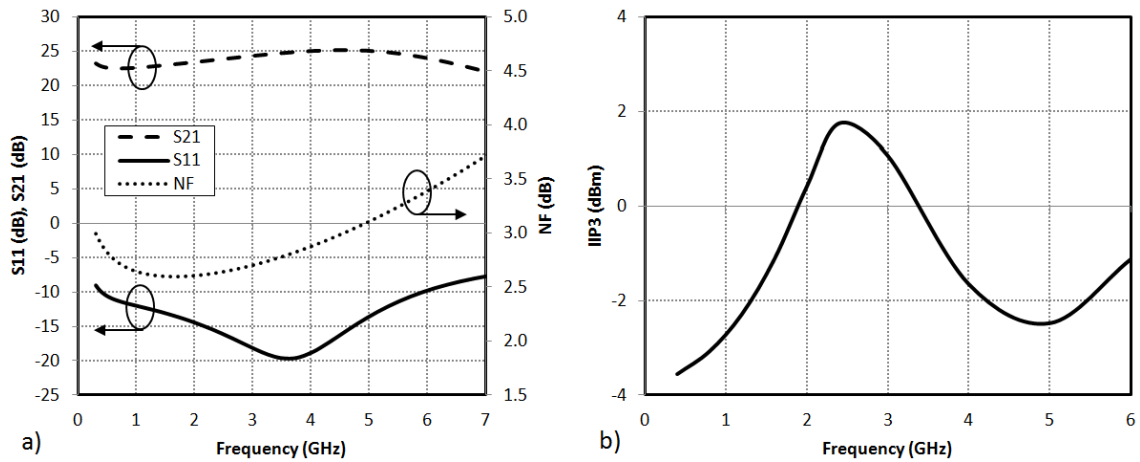 30
25
20
15
10
5
0
-5
-10
-15
-20
-25
S11 (dB), S21 (dB)
S21
S11
NF
5.0
4.5
4.0
3.5
3.0
2.5
2.0
1.5
NF (dB)
0 1 2 3 4 5 6 7
Frequency (GHz)
a)
4
2
0
-2
-4
IIP3 (dBm)
0 1 2 3 4 5 6
Frequency (GHz)
b)